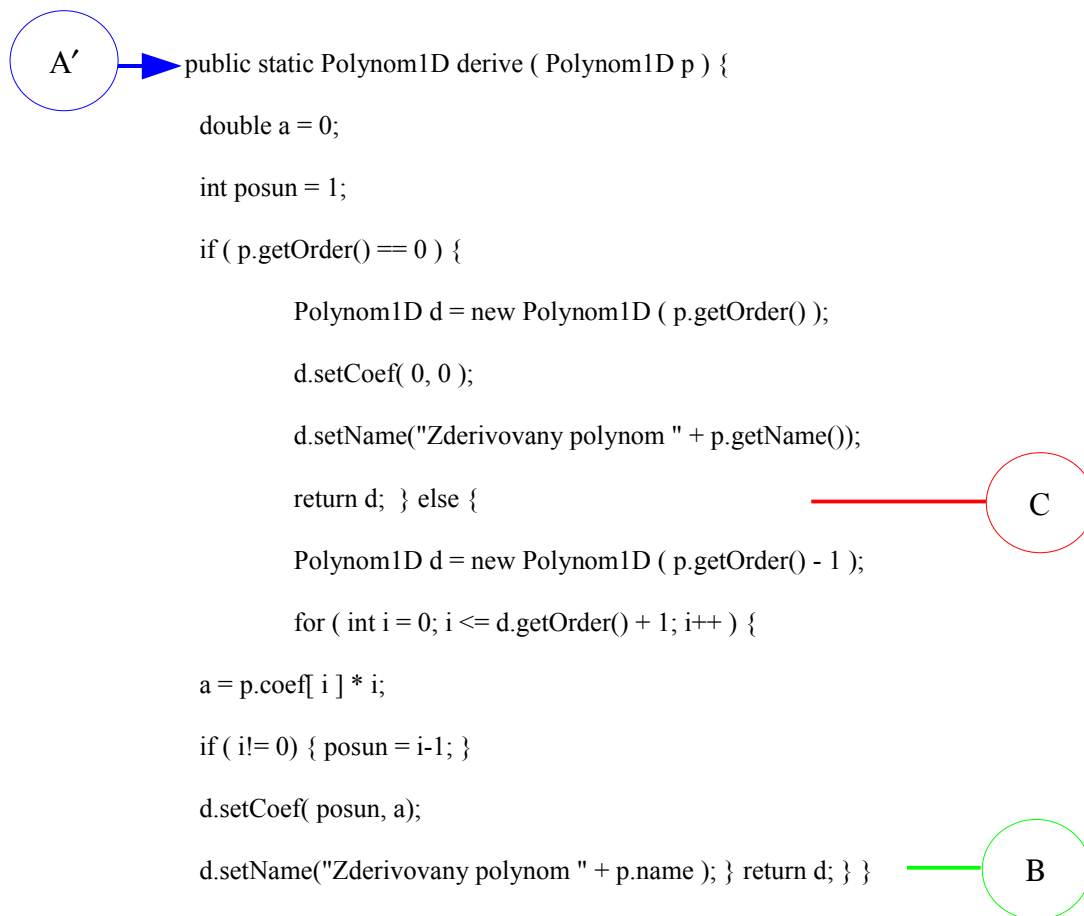 A′
public static Polynom1D derive ( Polynom1D p ) {
double a = 0;
int posun = 1;
if ( p.getOrder() == 0 ) {
Polynom1D d = new Polynom1D ( p.getOrder() );
d.setCoef( 0, 0 );
d.setName("Zderivovany polynom " + p.getName());
return d;  } else {
C
Polynom1D d = new Polynom1D ( p.getOrder() - 1 );
for ( int i = 0; i <= d.getOrder() + 1; i++ ) {
a = p.coef[ i ] * i;
if ( i!= 0) { posun = i-1; }
d.setCoef( posun, a);
d.setName("Zderivovany polynom " + p.name ); } return d; } }
B